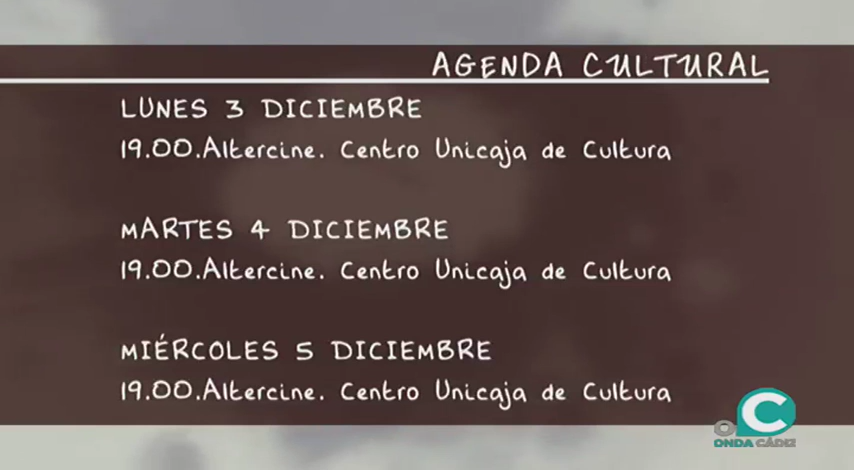 AGENDA CULTURAL
LUNES 3 DICIEMBRE
19.00.Altercine. Centro Unicaja de Cultura
MARTES 4 DICIEMBRE
19.00.Altercine. Centro Unicaja de Cultura
MIÉRCOLES 5 DICIEMBRE
19.00.Altercine. Centro Unicaja de Cultura
OC
ONDA CÁDIZ